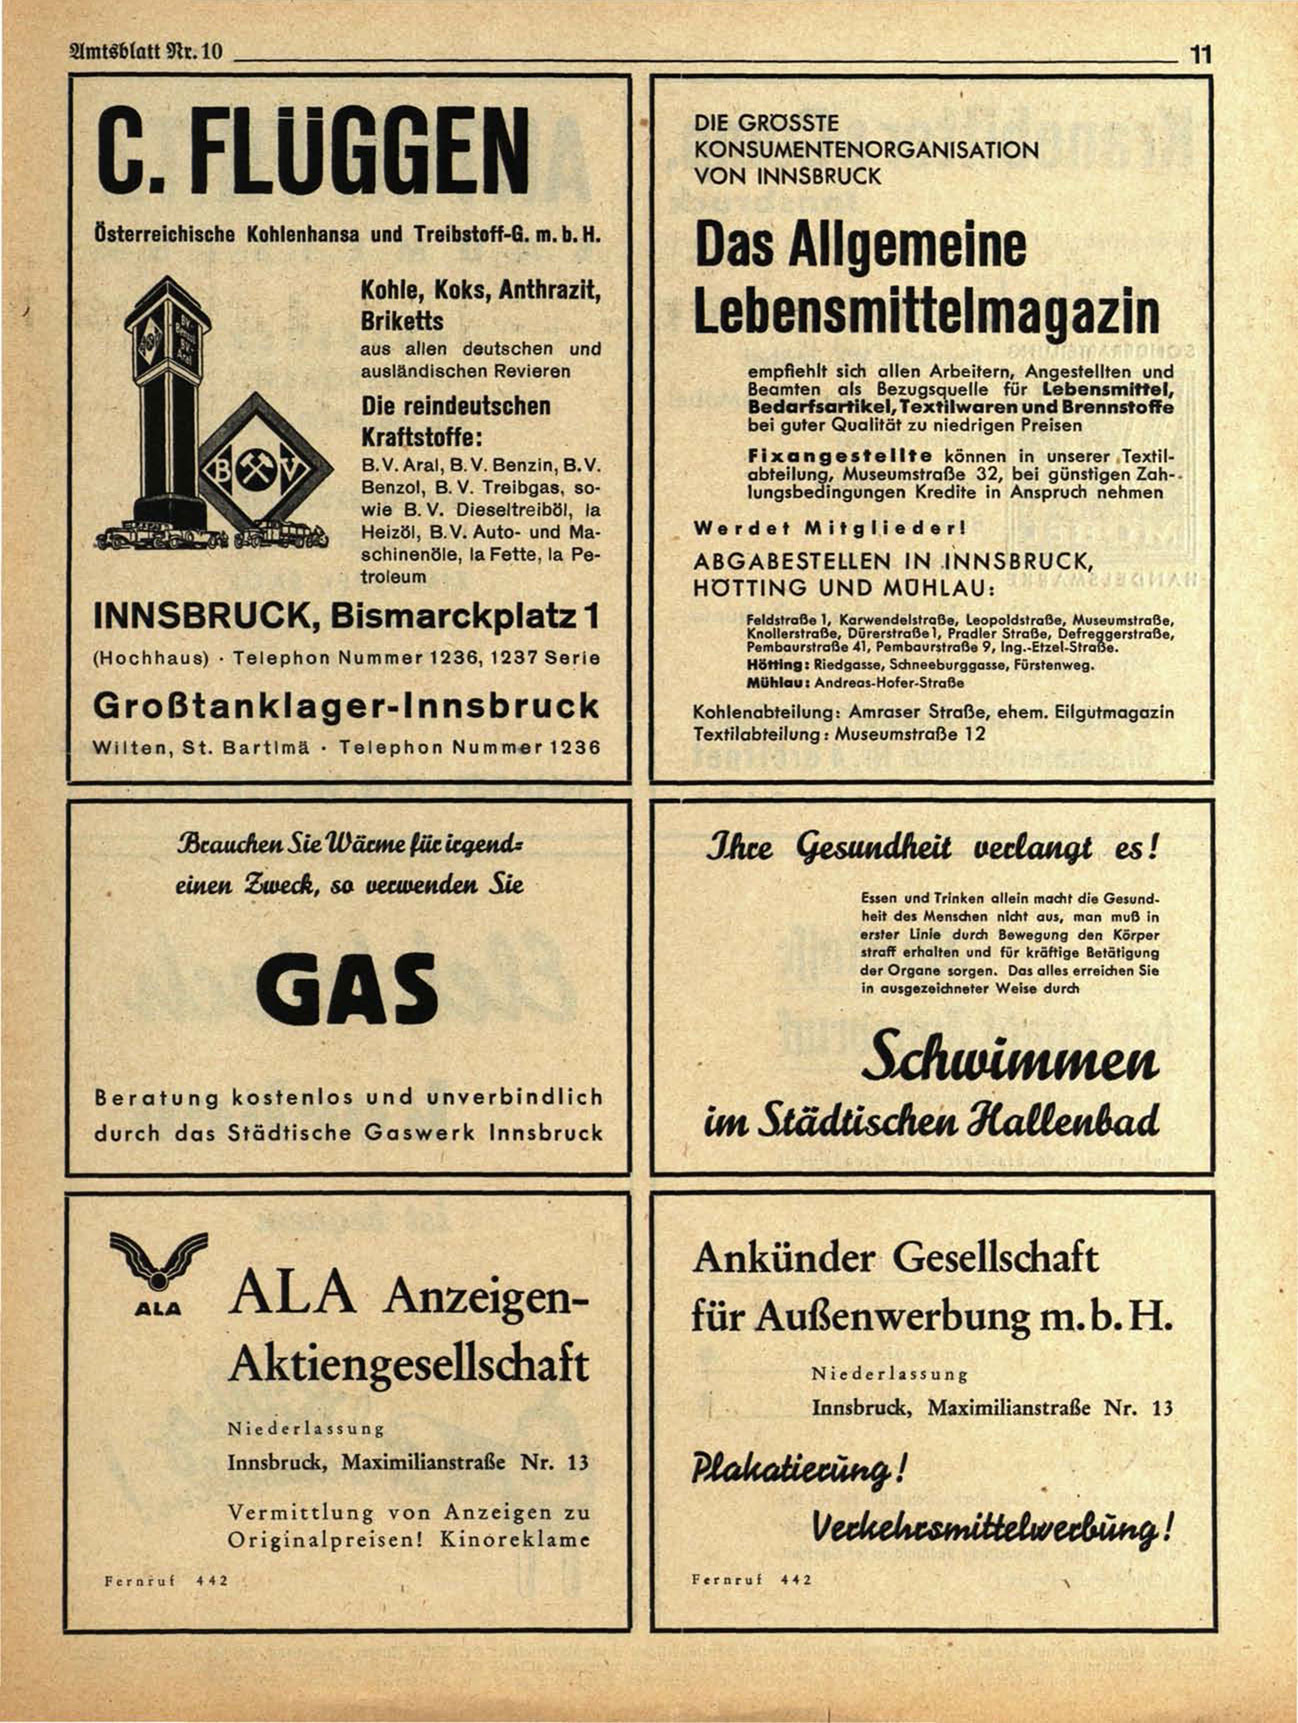 Amtsblatt Nr. 10
11
C. FLÜGGEN
Österreichische Kohlenhansa und Treibstoff-G. m. b. H.
BV-
Aral
Kohle, Koks, Anthrazit,
Briketts
aus allen deutschen und
ausländischen Revieren
Die reindeutschen
Kraftstoffe:
B. V. Aral, B. V. Benzin, B. V.
Benzol, B. V. Treibgas, so-
wie B. V. Dieseltreiböl, Ia
Heizöl, B. V. Auto- und Ma-
schinenöle, Ia Fette, Ia Pe-
troleum
B V
INNSBRUCK, Bismarckplatz 1
(Hochhaus) · Telephon Nummer 1236, 1237 Serie
Großtanklager-Innsbruck
Wilten, St. Bartlmä · Telephon Nummer 1236
DIE GRÖSSTE
KONSUMENTENORGANISATION
VON INNSBRUCK
Das Allgemeine
Lebensmittelmagazin
empfiehlt sich allen Arbeitern, Angestellten und
Beamten als Bezugsquelle für Lebensmittel,
Bedarfsartikel, Textilwaren und Brennstoffe
bei guter Qualität zu niedrigen Preisen
Fixangestellte können in unserer Textil-
abteilung, Museumstraße 32, bei günstigen Zah-
lungsbedingungen Kredite in Anspruch nehmen
Werdet Mitglieder!
ABGABESTELLEN IN INNSBRUCK,
HÖTTING UND MÜHLAU:
Feldstraße 1, Karwendelstraße, Leopoldstraße, Museumstraße,
Knollerstraße, Dürerstraße 1, Pradler Straße, Defreggerstraße,
Pembaurstraße 41, Pembaurstraße 9, Ing.-Etzel-Straße.
Hötting: Riedgasse, Schneeburggasse, Fürstenweg.
Mühlau: Andreas-Hofer-Straße
Kohlenabteilung: Amraser Straße, ehem. Eilgutmagazin
Textilabteilung: Museumstraße 12
Brauchen Sie Wärme für irgend-
einen Zweck, so verwenden Sie
GAS
Beratung kostenlos und unverbindlich
durch das Städtische Gaswerk Innsbruck
Ihre Gesundheit verlangt es!
Essen und Trinken allein macht die Gesund-
heit des Menschen nicht aus, man muß in
erster Linie durch Bewegung den Körper
straff erhalten und für kräftige Betätigung
der Organe sorgen. Das alles erreichen Sie
in ausgezeichneter Weise durch
Schwimmen
im Städtischen Hallenbad
ALA
ALA Anzeigen-
Aktiengesellschaft
Niederlassung
Innsbruck, Maximilianstraße Nr. 13
Vermittlung von Anzeigen zu
Originalpreisen! Kinoreklame
Fernruf 442
Ankünder Gesellschaft
für Außenwerbung m. b. H.
Niederlassung
Innsbruck, Maximilianstraße Nr. 13
Plakatierung!
Verkehrsmittelwerbung!
Fernruf 442